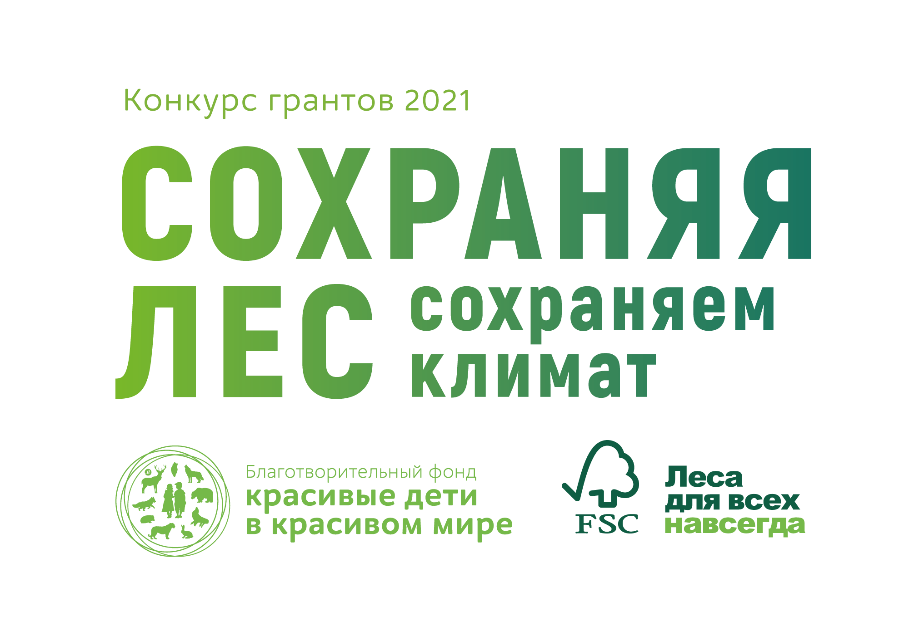 Конкурс грантов 2021
СОХРАНЯЯ
ЛЕС
сохраняем
климат
Благотворительный фонд
красивые дети
в красивом мире
FSC
Леса
для всех
навсегда